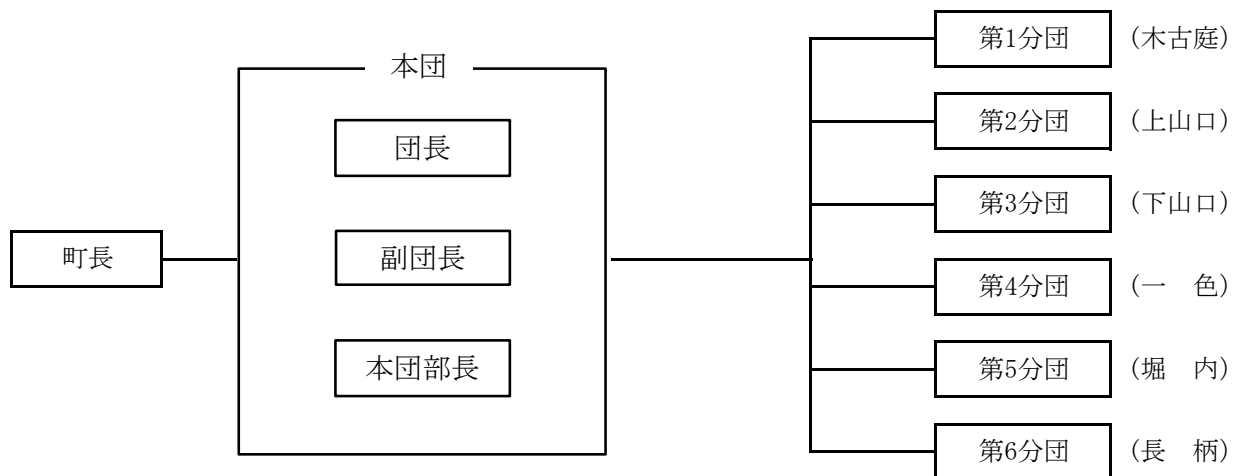 本団
団長
副団長
本団部長
町長
第1分団 (木古庭)
第2分団 (上山口)
第3分団 (下山口)
第4分団 (一　色)
第5分団 (堀　内)
第6分団 (長　柄)